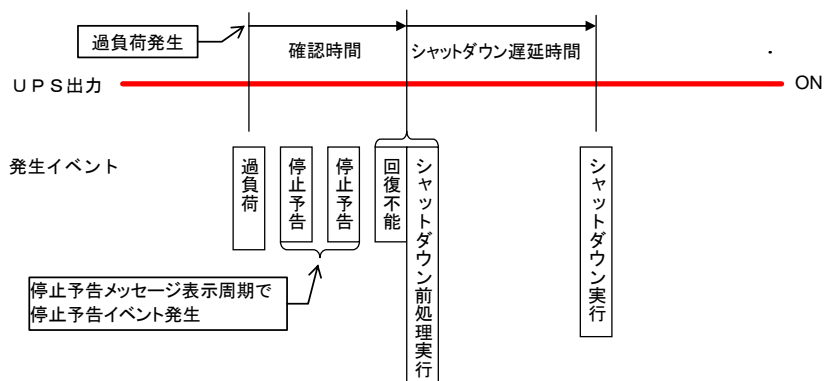 過負荷発生
確認時間
シャットダウン遅延時間
UPS出力
ON
発生イベント
過負荷
停止予告
停止予告
回復不能
シャットダウン前処理実行
シャットダウン実行
停止予告メッセージ表示周期で
停止予告イベント発生